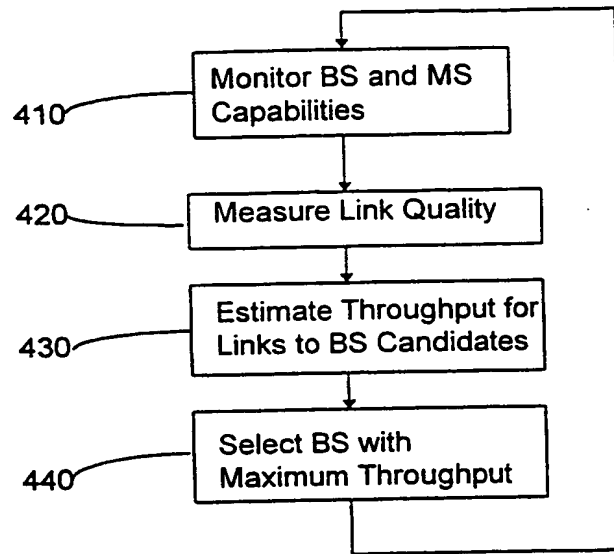 Monitor BS and MS
Capabilities
410
Measure Link Quality
420
Estimate Throughput for
Links to BS Candidates
430
Select BS with
Maximum Throughput
440